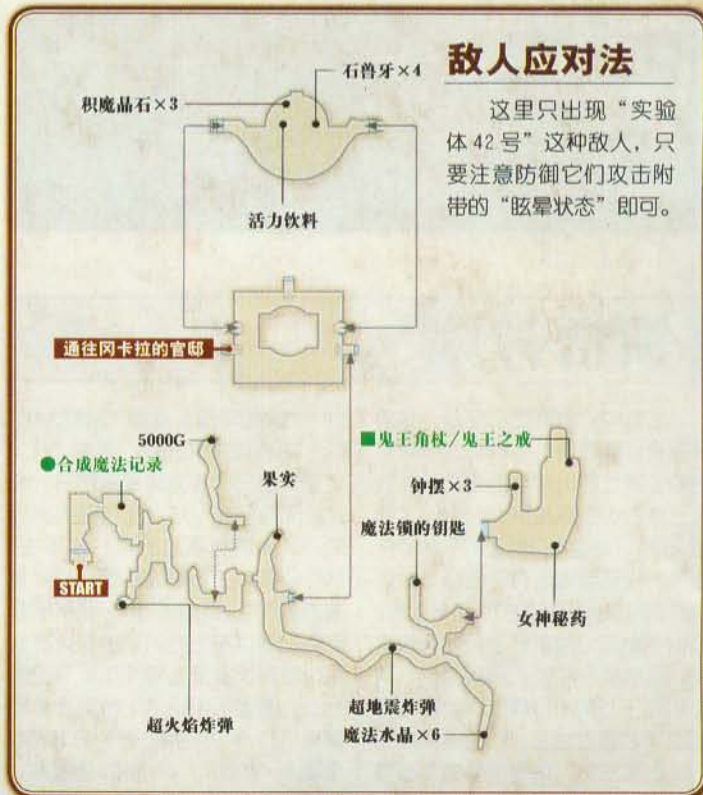 敌人应对法
这里只出现“实验
体42号”这种敌人，只
要注意防御它们攻击附
带的“眩晕状态”即可。
石兽牙×4
积魔晶石×3
活力饮料
通往冈卡拉的官邸
5000G
●合成魔法记录
果实
■鬼王角杖/鬼王之戒
钟摆×3
魔法锁的钥匙
START
女神秘药
超火焰炸弹
超地震炸弹
魔法水晶×6